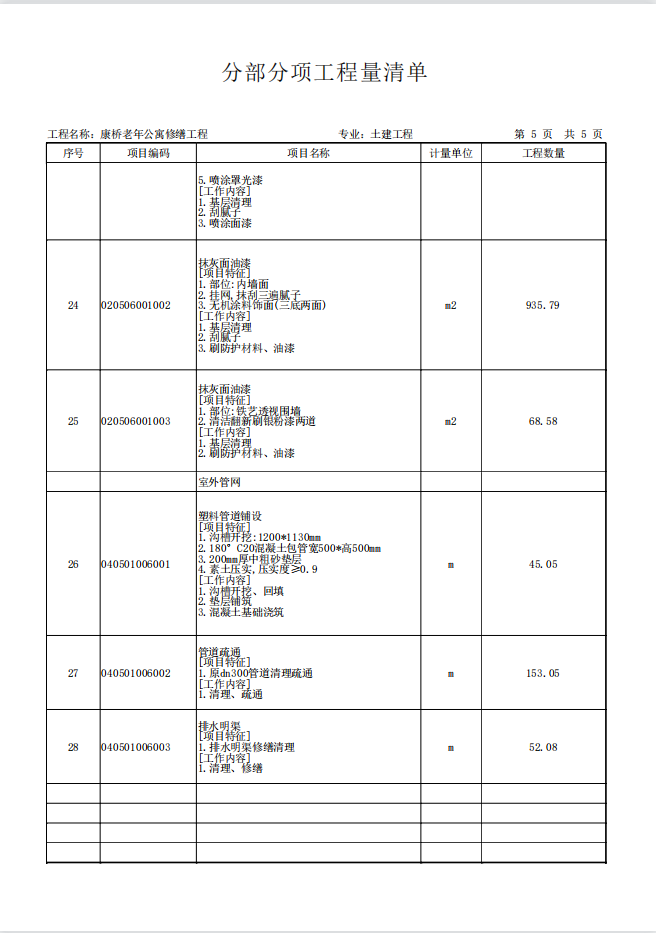 分部分项工程量清单
工程名称：康桥老年公寓修缮工程 专业：土建工程 第 5 页 共 5 页
序号 项目编码 项目名称 计量单位 工程数量
5.喷涂罩光漆
[工作内容]
1.基层清理
2.刮腻子
3.喷涂面漆
抹灰面油漆
[项目特征]
1.部位:内墙面
2.挂网,抹刮三遍腻子
24 020506001002 3.无机涂料饰面(三底两面) m2 935.79
[工作内容]
1.基层清理
2.刮腻子
3.刷防护材料、油漆
抹灰面油漆
[项目特征]
1.部位:铁艺透视围墙
25 020506001003 2.清洁翻新刷银粉漆两道 m2 68.58
[工作内容]
1.基层清理
2.刷防护材料、油漆
室外管网
塑料管道铺设
[项目特征]
1.沟槽开挖:1200*1130mm
2.180° C20混凝土包管宽500*高500mm
3.200mm厚中粗砂垫层
26 040501006001 4.素土压实,压实度≥0.9 m 45.05
[工作内容]
1.沟槽开挖、回填
2.垫层铺筑
3.混凝土基础浇筑
管道疏通
[项目特征]
27 040501006002 1.原dn300管道清理疏通 m 153.05
[工作内容]
1.清理、疏通
排水明渠
[项目特征]
28 040501006003 1.排水明渠修缮清理 m 52.08
[工作内容]
1.清理、修缮